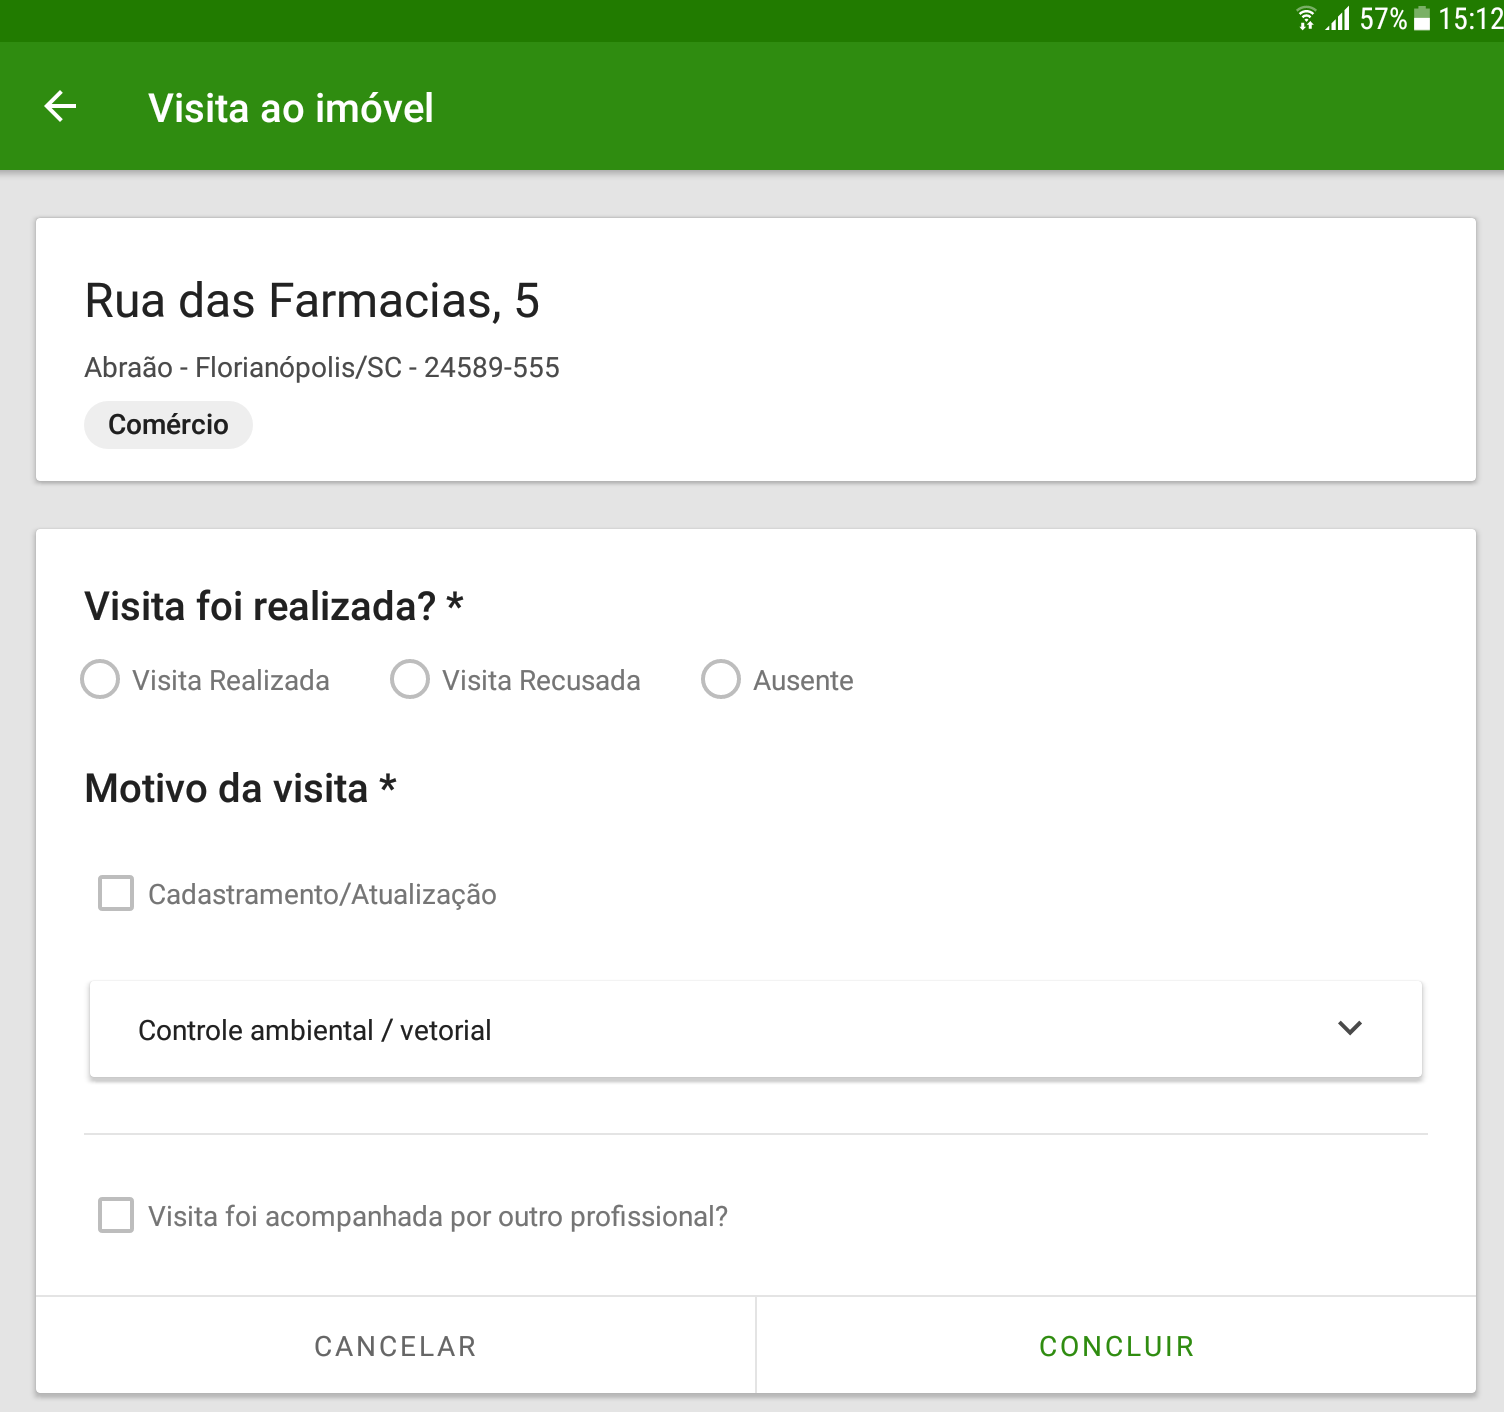 57% 15:12
Visita ao imóvel
Rua das Farmacias, 5
Abraão - Florianópolis/SC - 24589-555
Comércio
Visita foi realizada? *
Visita Realizada Visita Recusada Ausente
Motivo da visita *
Cadastramento/Atualização
Controle ambiental / vetorial
Visita foi acompanhada por outro profissional?
CANCELAR CONCLUIR